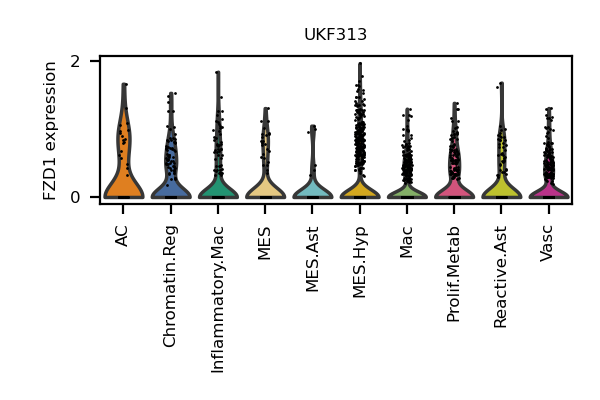 UKF313
FZD1 expression
2
0
AC
Chromatin.Reg
Inflammatory.Mac
MES
MES.Ast
MES.Hyp
Mac
Prolif.Metab
Reactive.Ast
Vasc